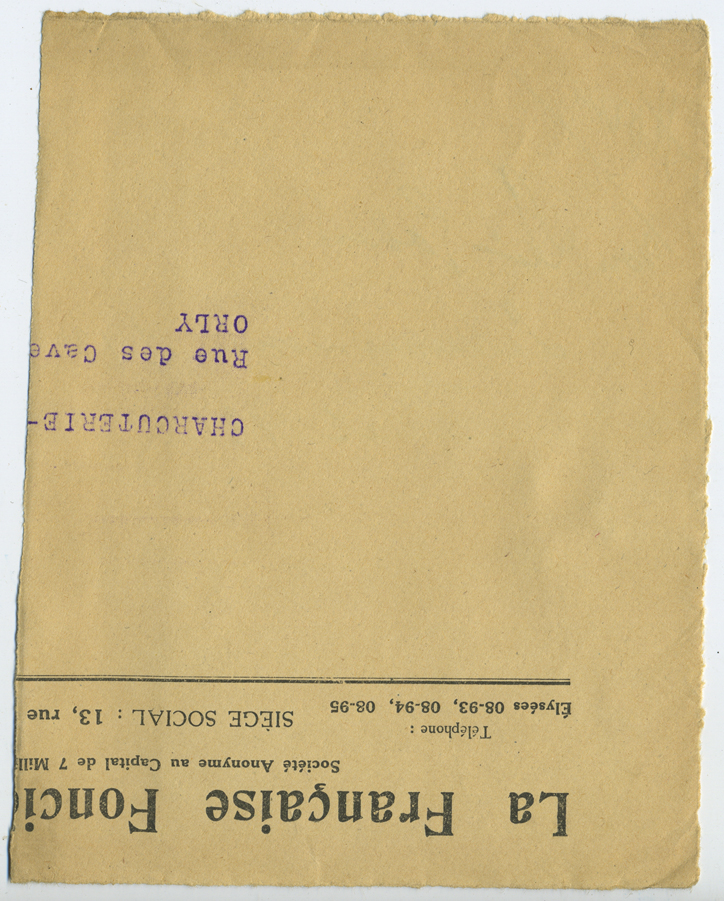 La Française Fonci
Société Anonyme au Capital de 7 Mill
Téléphone :
Élysées 08-93, 08-94, 08-95
SIÈGE SOCIAL : 13, rue
CHARCUTERIE-
Rue des Cave
ORLY